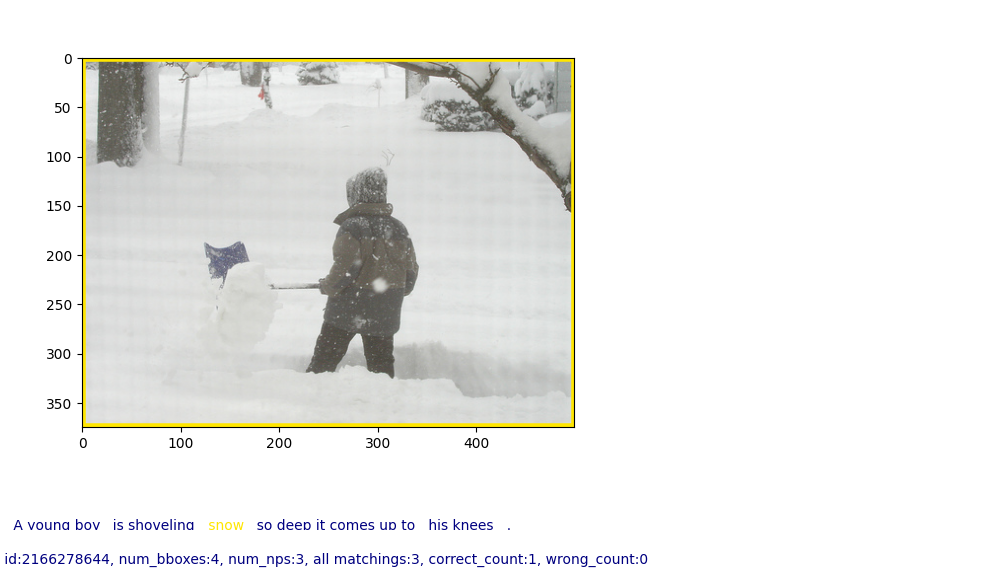 0
50
100
150
200
250
300
350
0 100 200 300 400
A young boy is shoveling snow so deep it comes up to his knees .
id:2166278644, num_bboxes:4, num_nps:3, all matchings:3, correct_count:1, wrong_count:0